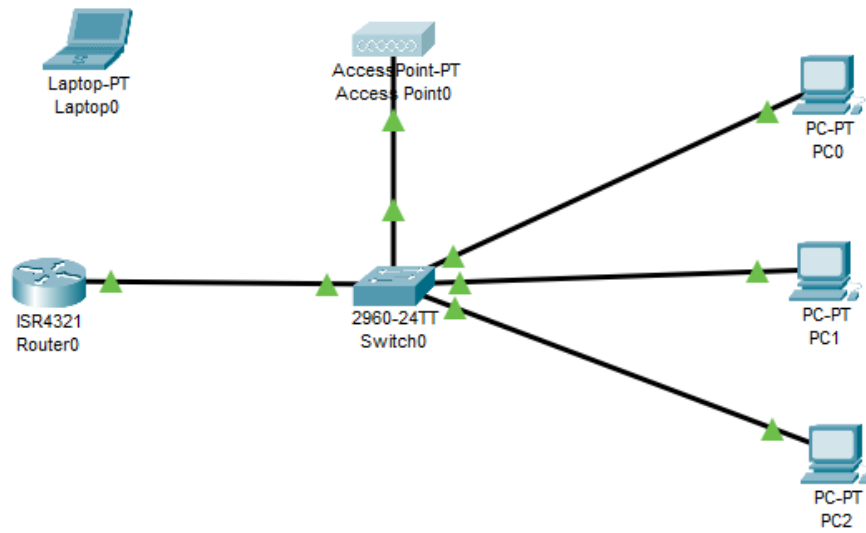 Laptop-PT
Laptop0
AccessPoint-PT
Access Point0
PC-PT
PC0
ISR4321
Router0
2960-24TT
Switch0
PC-PT
PC1
PC-PT
PC2